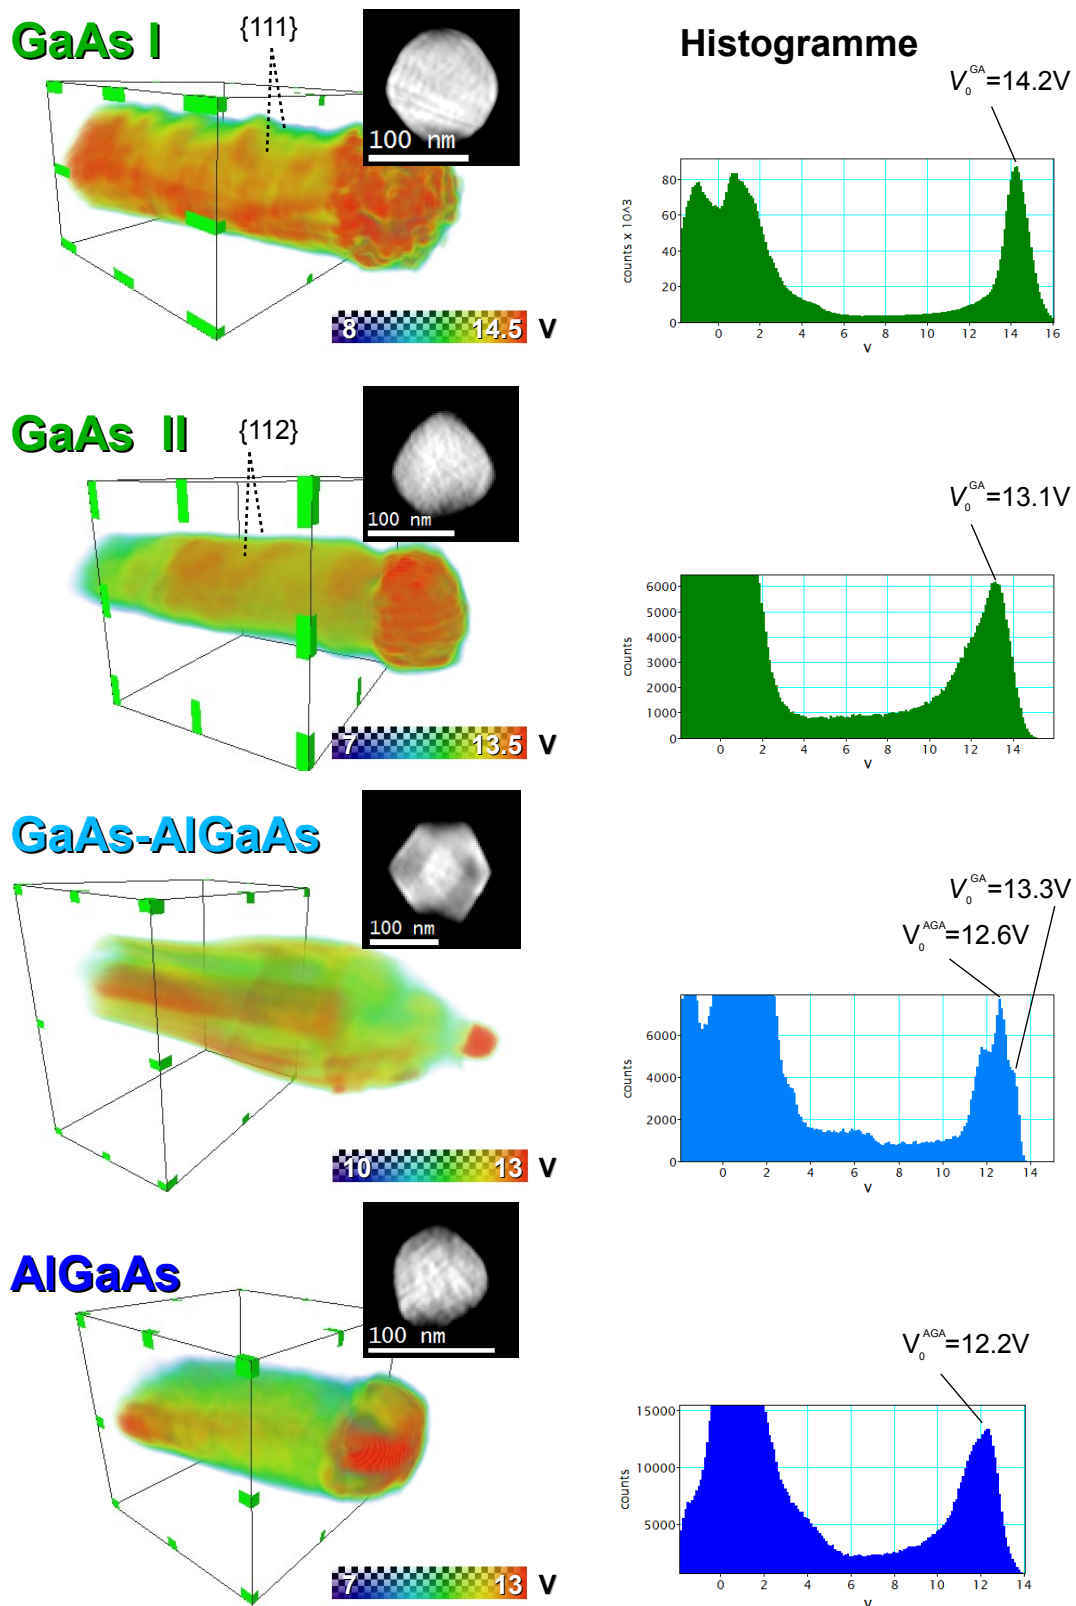 GaAs I
{111}
100 nm
8 14.5 V
Histogramme
V₀ᴳᴬ=14.2V
counts x 10^3
80
60
40
20
0
0 2 4 6 8 10 12 14 16
V
GaAs II
{112}
100 nm
7 13.5 V
V₀ᴳᴬ=13.1V
counts
6000
5000
4000
3000
2000
1000
0
0 2 4 6 8 10 12 14
V
GaAs-AlGaAs
100 nm
10 13 V
V₀ᴳᴬ=13.3V
V₀ᴬᴳᴬ=12.6V
counts
6000
4000
2000
0
0 2 4 6 8 10 12 14
V
AlGaAs
100 nm
7 13 V
V₀ᴬᴳᴬ=12.2V
counts
15000
10000
5000
0 2 4 6 8 10 12 14
V